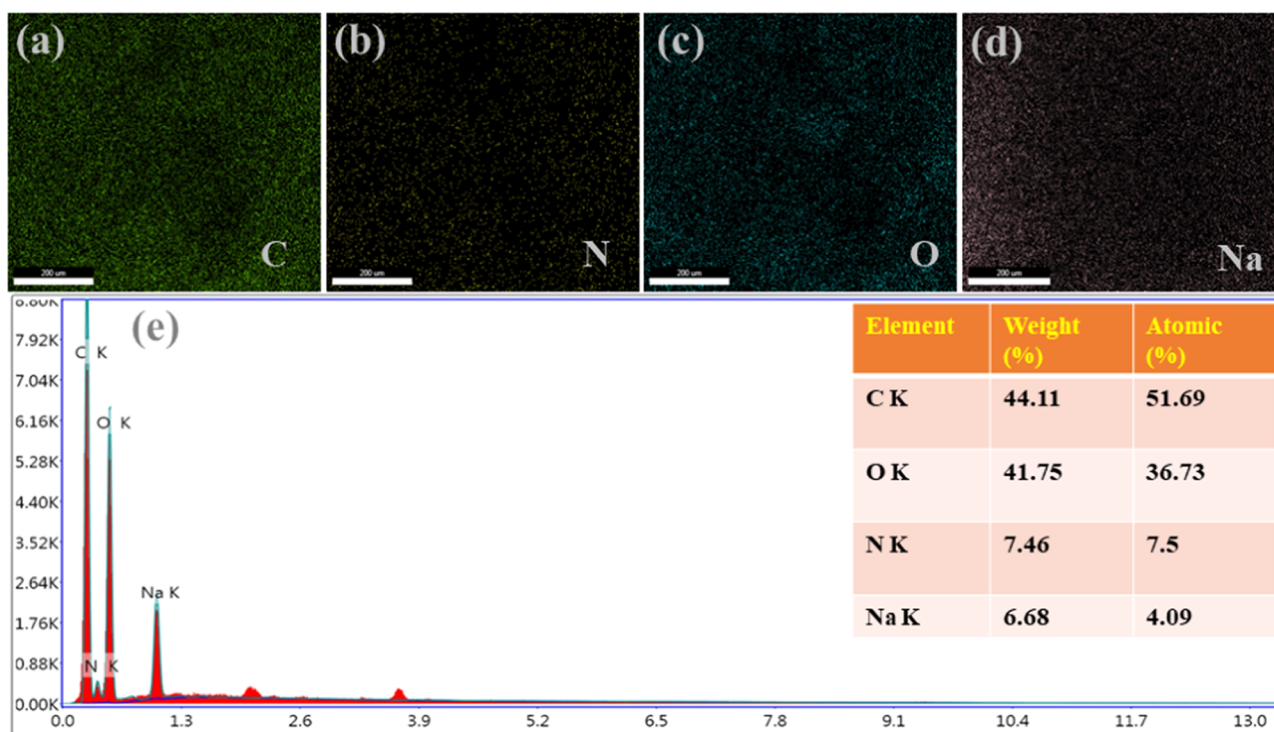 (a)
(b)
(c)
(d)
C
N
O
Na
200 um
200 um
200 um
200 um
(e)
8.80K
7.92K
7.04K
6.16K
5.28K
4.40K
3.52K
2.64K
1.76K
0.88K
0.00K
C K
O K
Na K
N K
0.0 1.3 2.6 3.9 5.2 6.5 7.8 9.1 10.4 11.7 13.0
Element Weight Atomic
(%) (%)
C K 44.11 51.69
O K 41.75 36.73
N K 7.46 7.5
Na K 6.68 4.09